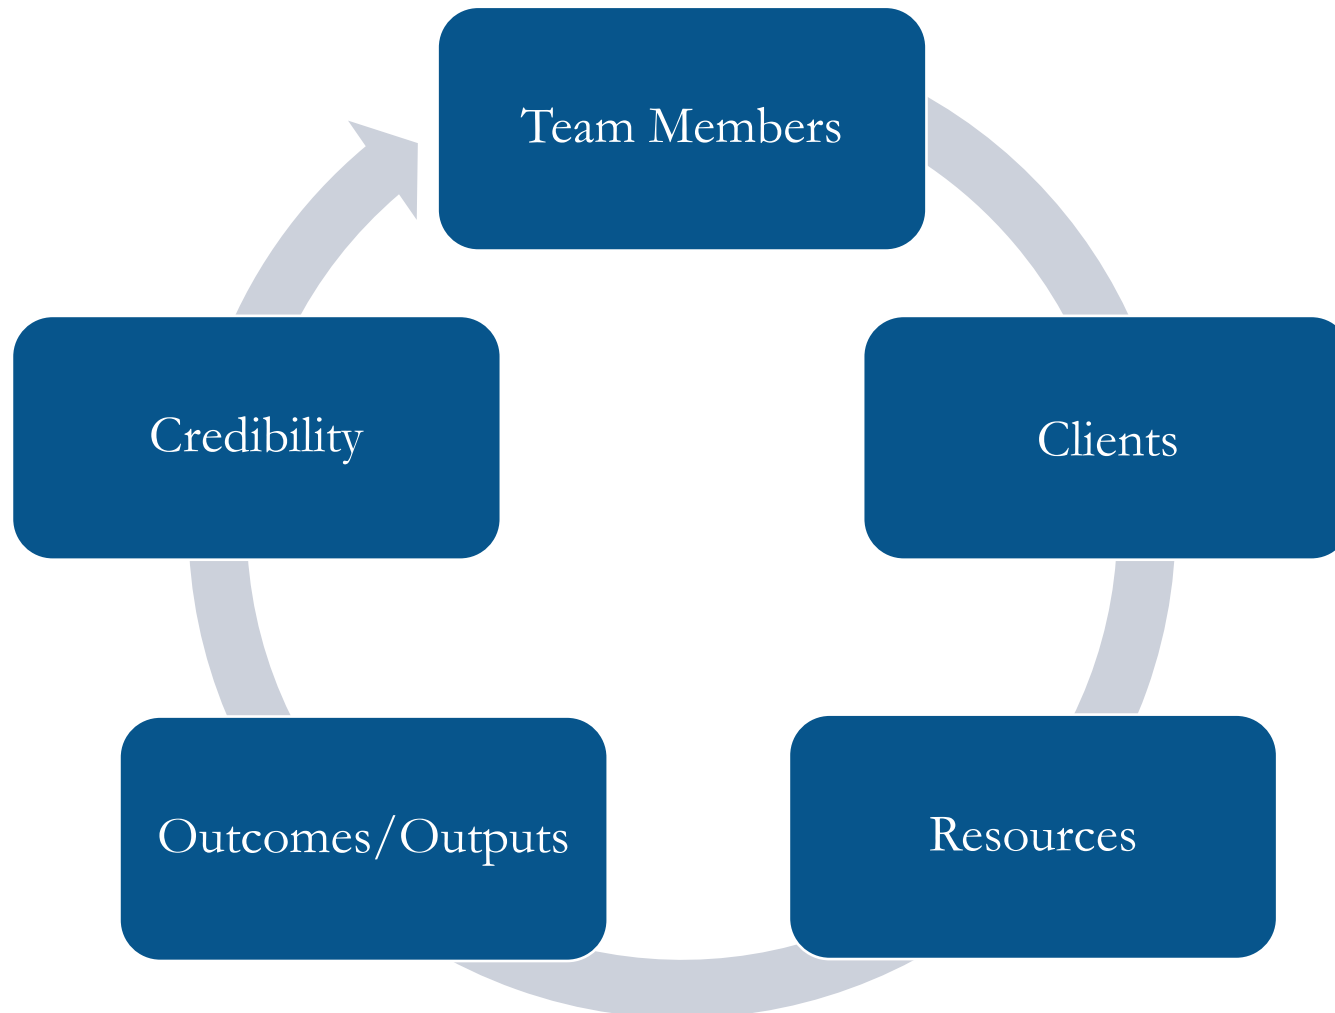 Team Members
Clients
Resources
Outcomes/Outputs
Credibility